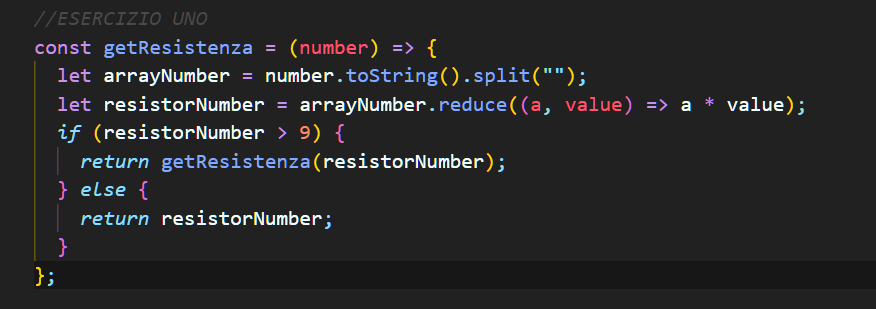 //ESERCIZIO UNO
const getResistenza = (number) => {
  let arrayNumber = number.toString().split("");
  let resistorNumber = arrayNumber.reduce((a, value) => a * value);
  if (resistorNumber > 9) {
    return getResistenza(resistorNumber);
  } else {
    return resistorNumber;
  }
};